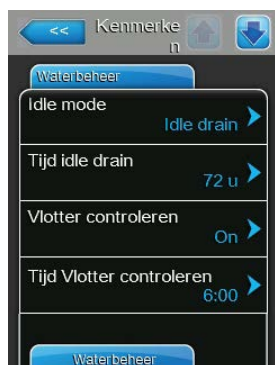 <<
Kenmerke
n
Waterbeheer
Idle mode
Idle drain
Tijd idle drain
72 u
Vlotter controleren
On
Tijd Vlotter controleren
6:00
Waterbeheer